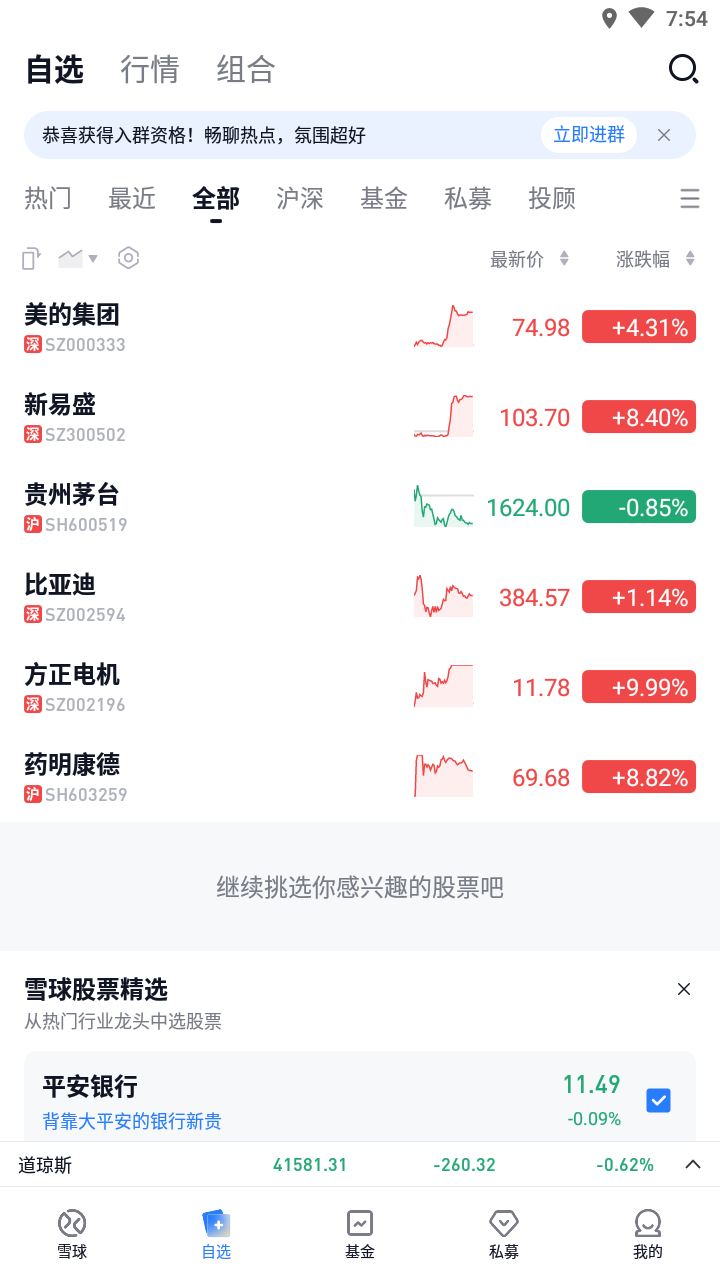 7:54
自选 行情 组合
恭喜获得入群资格！畅聊热点，氛围超好 立即进群
热门 最近 全部 沪深 基金 私募 投顾
最新价 涨跌幅
美的集团
深 SZ000333 74.98 +4.31%
新易盛
深 SZ300502 103.70 +8.40%
贵州茅台
沪 SH600519 1624.00 -0.85%
比亚迪
深 SZ002594 384.57 +1.14%
方正电机
深 SZ002196 11.78 +9.99%
药明康德
沪 SH603259 69.68 +8.82%
继续挑选你感兴趣的股票吧
雪球股票精选
从热门行业龙头中选股票
平安银行 11.49
背靠大平安的银行新贵 -0.09%
道琼斯 41581.31 -260.32 -0.62%
雪球 自选 基金 私募 我的